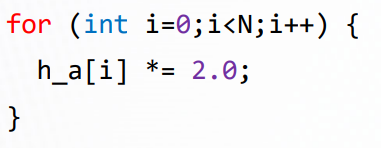 for (int i=0;i<N;i++) {
  h_a[i] *= 2.0;
}